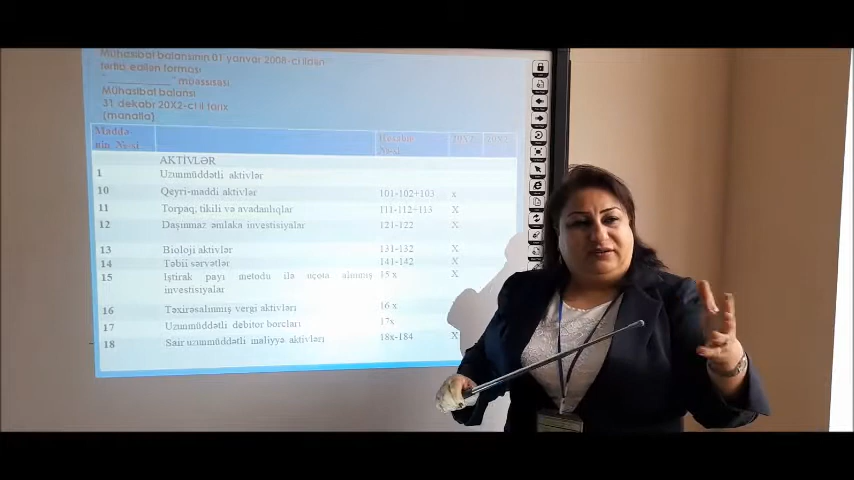 Mühasibat balansının 01 yanvar 2008-ci ildən
tərtib edilən forması
"__________" müəssisəsi
Mühasibat balansı
31 dekabr 20X2-ci il tarix
(manatla)
Maddə Hesabın 20X2 20X2
nin №-si №-si
AKTİVLƏR
1 Uzunmüddətli aktivlər
10 Qeyri-maddi aktivlər 101-102+103 x
11 Torpaq, tikili və avadanlıqlar 111-112+113 X
12 Daşınmaz əmlaka investisiyalar 121-122 X
13 Bioloji aktivlər 131-132 X
14 Təbii sərvətlər 141-142 X
15 İştirak payı metodu ilə uçota alınmış 15 x X
investisiyalar
16 Təxirəsalınmış vergi aktivləri 16 x
17 Uzunmüddətli debitor borcları 17x
18 Sair uzunmüddətli maliyyə aktivləri 18x-184 X